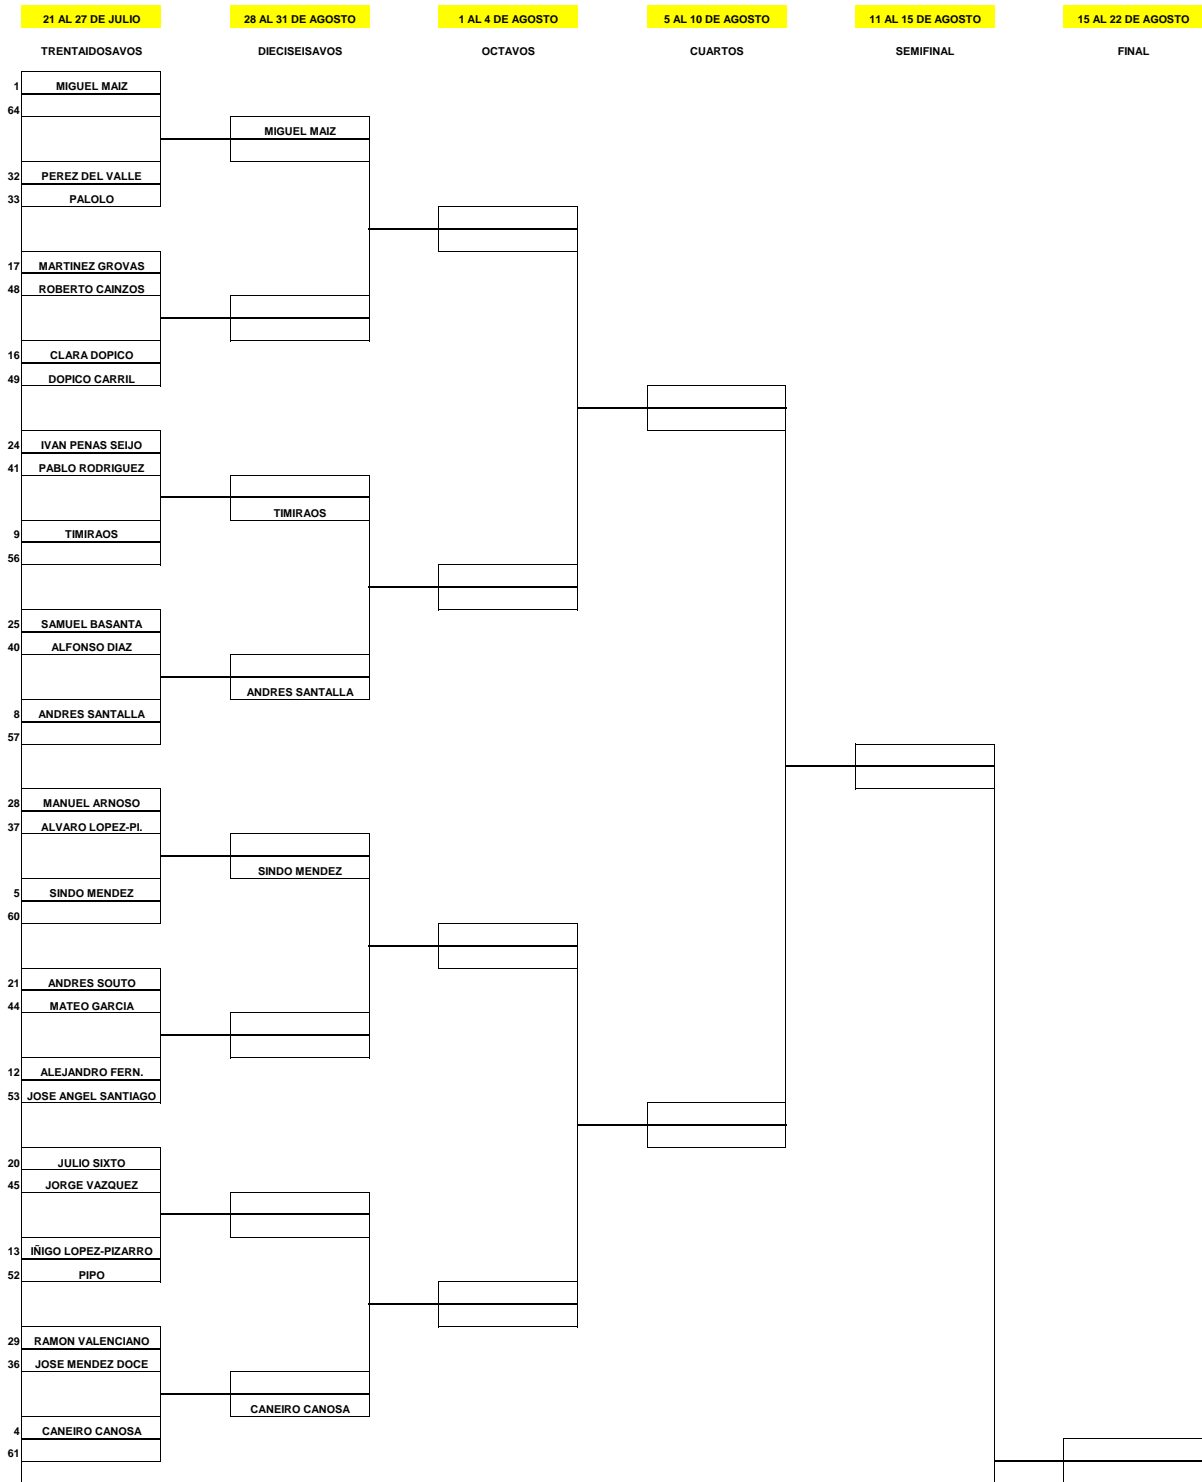 21 AL 27 DE JULIO 28 AL 31 DE AGOSTO 1 AL 4 DE AGOSTO 5 AL 10 DE AGOSTO 11 AL 15 DE AGOSTO 15 AL 22 DE AGOSTO
TRENTAIDOSAVOS DIECISEISAVOS OCTAVOS CUARTOS SEMIFINAL FINAL
1 MIGUEL MAIZ
64
MIGUEL MAIZ
32 PEREZ DEL VALLE
33 PALOLO
17 MARTINEZ GROVAS
48 ROBERTO CAINZOS
16 CLARA DOPICO
49 DOPICO CARRIL
24 IVAN PENAS SEIJO
41 PABLO RODRIGUEZ
TIMIRAOS
9 TIMIRAOS
56
25 SAMUEL BASANTA
40 ALFONSO DIAZ
ANDRES SANTALLA
8 ANDRES SANTALLA
57
28 MANUEL ARNOSO
37 ALVARO LOPEZ-PI.
SINDO MENDEZ
5 SINDO MENDEZ
60
21 ANDRES SOUTO
44 MATEO GARCIA
12 ALEJANDRO FERN.
53 JOSE ANGEL SANTIAGO
20 JULIO SIXTO
45 JORGE VAZQUEZ
13 IÑIGO LOPEZ-PIZARRO
52 PIPO
29 RAMON VALENCIANO
36 JOSE MENDEZ DOCE
CANEIRO CANOSA
4 CANEIRO CANOSA
61